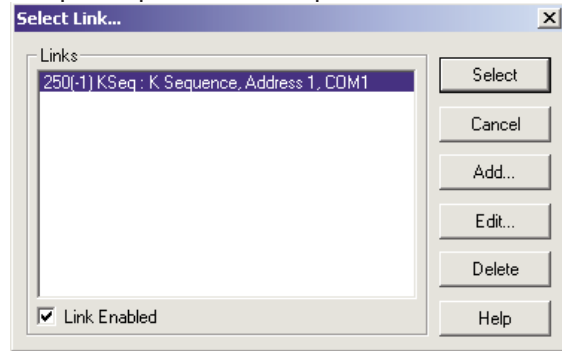 Select Link...
Links
250(-1) KSeq : K Sequence, Address 1, COM1
Select
Cancel
Add...
Edit...
Delete
Link Enabled
Help